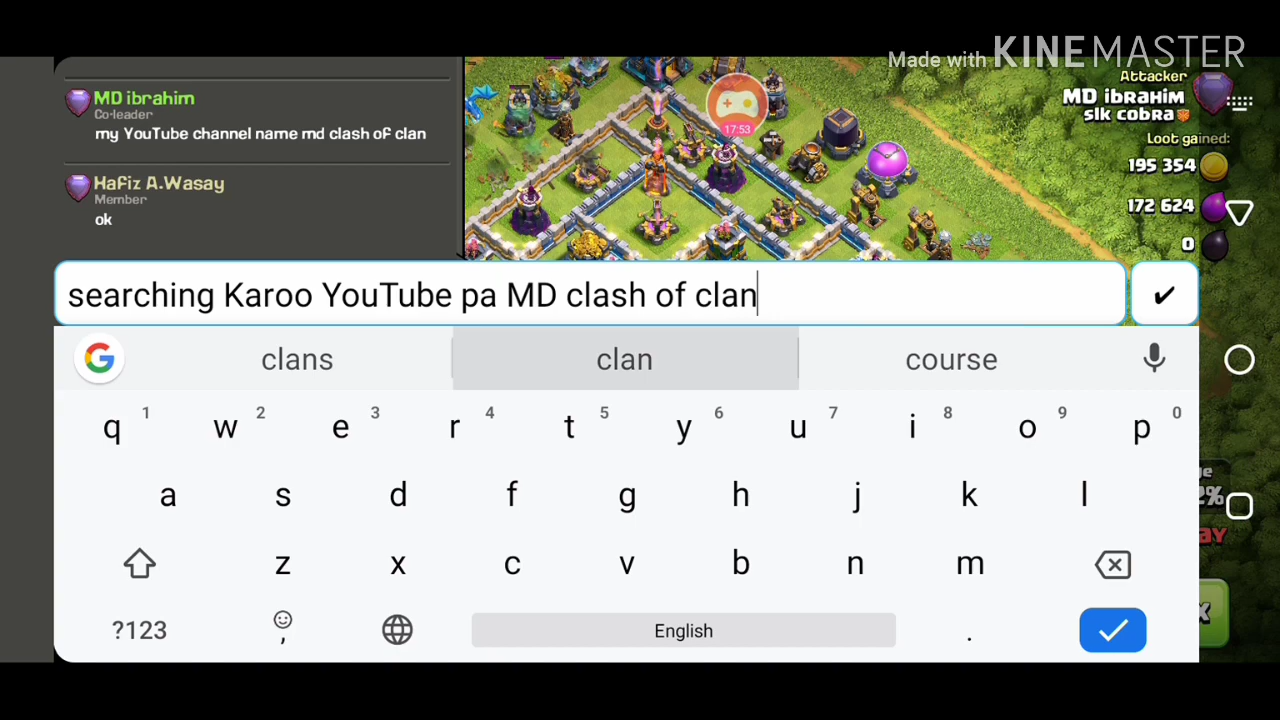 Made with KINEMASTER
MD ibrahim
Co-leader
my YouTube channel name md clash of clan
Hafiz A.Wasay
Member
ok
17:53
Attacker
MD ibrahim
slk cobra
Loot gained:
195 354
172 624
0
searching Karoo YouTube pa MD clash of clan
clans clan course
q 1 w 2 e 3 r 4 t 5 y 6 u 7 i 8 o 9 p 0
a s d f g h j k l
z x c v b n m
?123 , English .